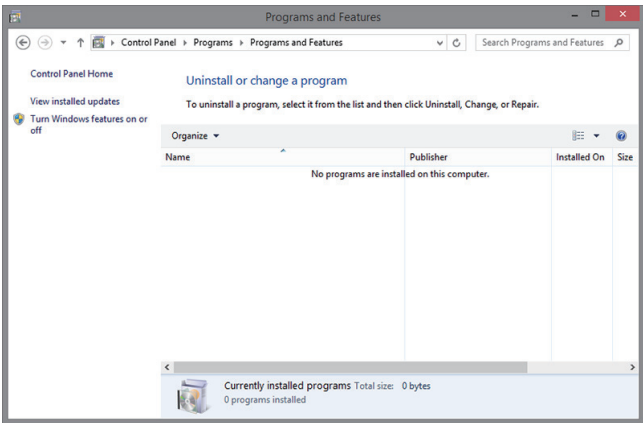 Programs and Features
Control Panel Programs Programs and Features
Search Programs and Features
Control Panel Home
View installed updates
Turn Windows features on or
off
Uninstall or change a program
To uninstall a program, select it from the list and then click Uninstall, Change, or Repair.
Organize
Name Publisher Installed On Size
No programs are installed on this computer.
Currently installed programs Total size: 0 bytes
0 programs installed